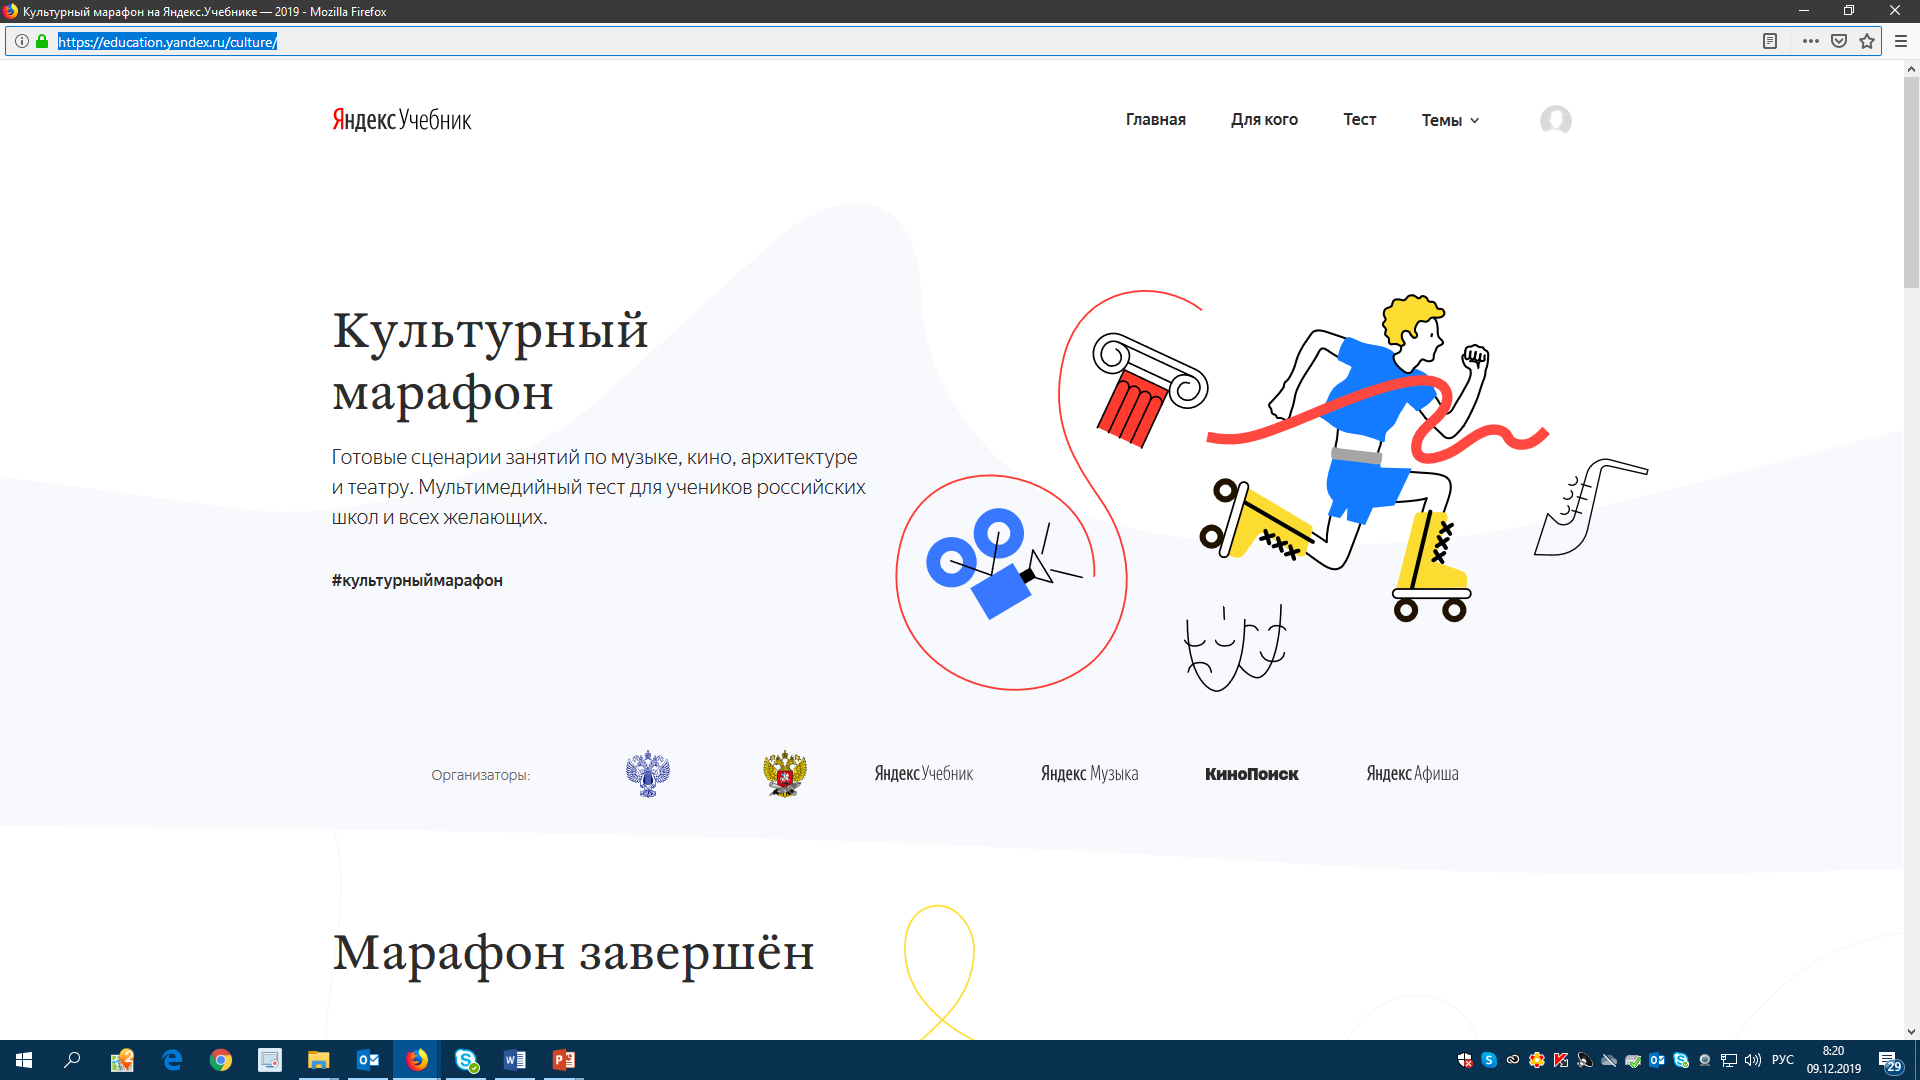 Культурный марафон на Яндекс.Учебнике — 2019 - Mozilla Firefox
https://education.yandex.ru/culture/
Яндекс Учебник
Главная
Для кого
Тест
Темы
Культурный
марафон
Готовые сценарии занятий по музыке, кино, архитектуре
и театру. Мультимедийный тест для учеников российских
школ и всех желающих.
#культурныймарафон
Организаторы:
Яндекс Учебник
Яндекс Музыка
КиноПоиск
Яндекс Афиша
Марафон завершён
РУС
8:20
09.12.2019
29